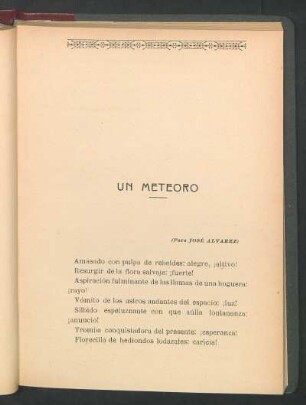 UN METEORO
(Para JOSÉ ALVAREZ)
Amasado con pulpa de rebeldes: alegre, ¡altivo!
Resurgir de la flora salvaje: ¡fuerte!
Aspiración fulminante de las llamas de una hoguera:
¡rayo!
Vómito de los astros andantes del espacio: ¡luz!
Silbido espeluznante con que aúlla lontananza:
¡anuncio!
Tromba conquistadora del presente: ¡esperanza!
Florecilla de hediondos lodazales: caricia!